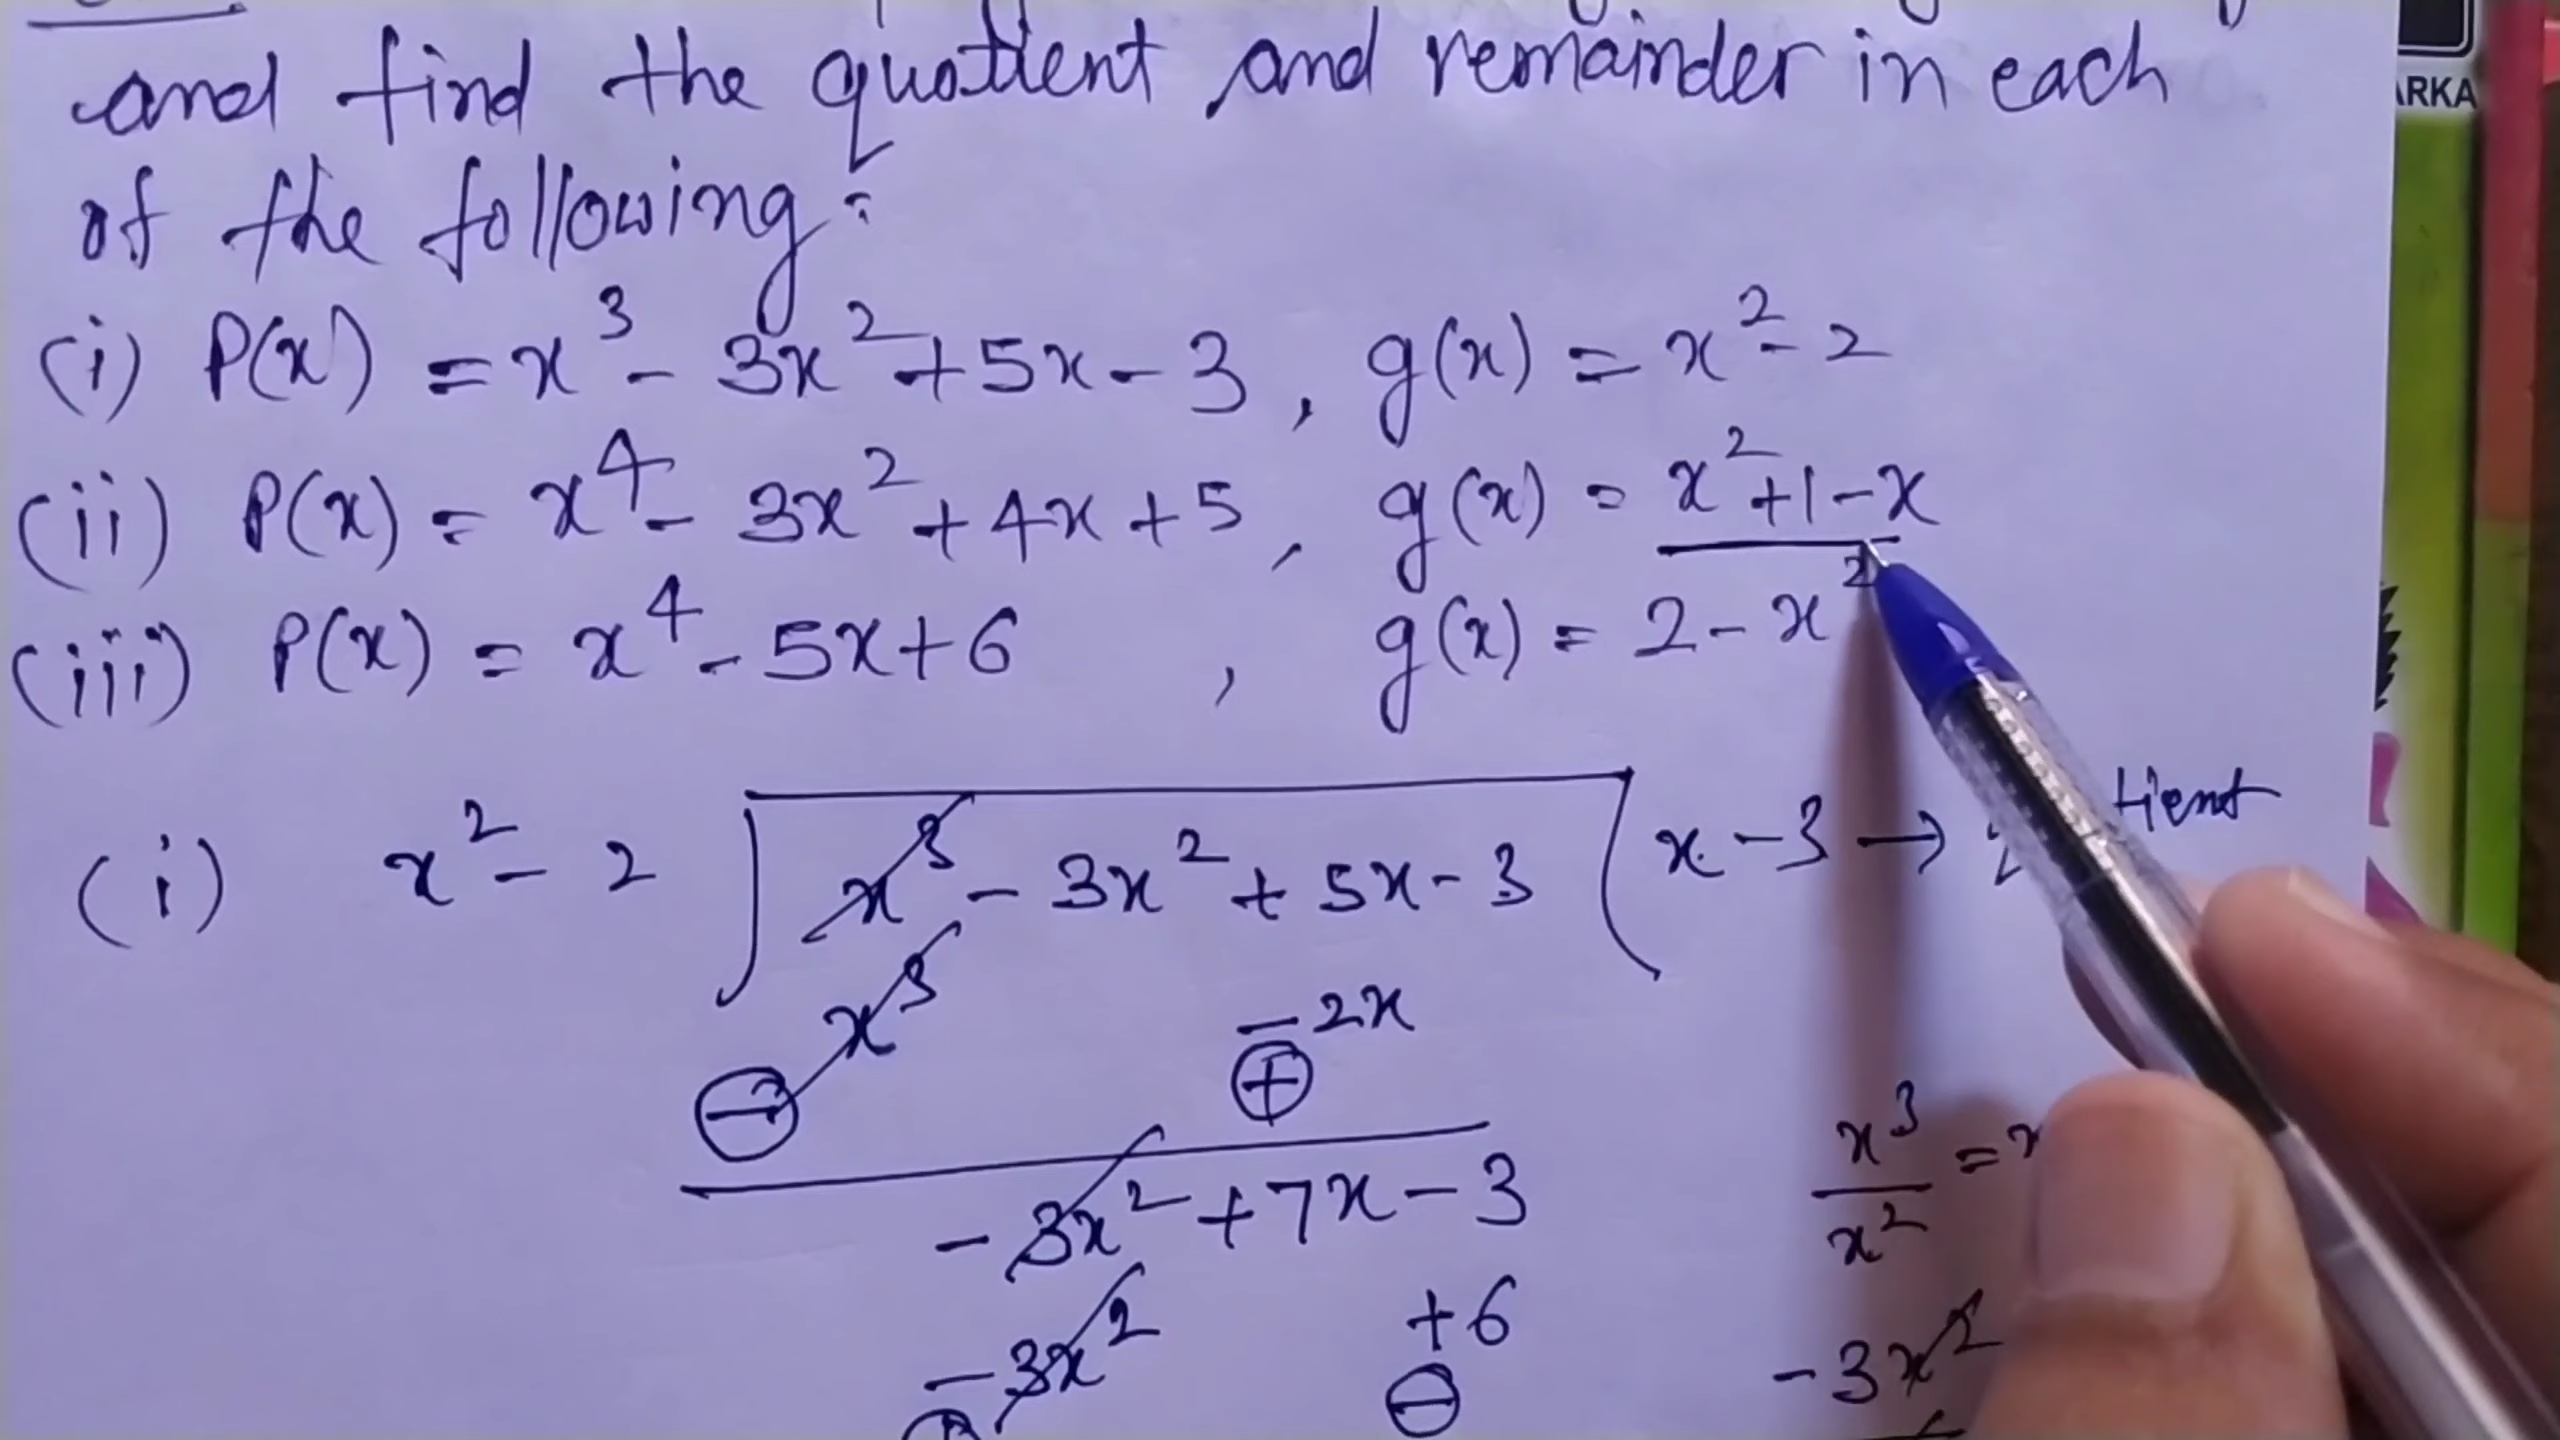 and find the quotient and remainder in each
of the following:
(i) P(x) = x³ - 3x² + 5x - 3, g(x) = x² - 2
(ii) P(x) = x⁴ - 3x² + 4x + 5, g(x) = x² + 1 - x
(iii) P(x) = x⁴ - 5x + 6, g(x) = 2 - x²
(i) x² - 2 ) x³ - 3x² + 5x - 3 ( x - 3 → tient
x³ - 2x
⊖ ⊕
- 3x² + 7x - 3
- 3x² + 6
⊖
x³/x² = x
- 3x²
ARKA